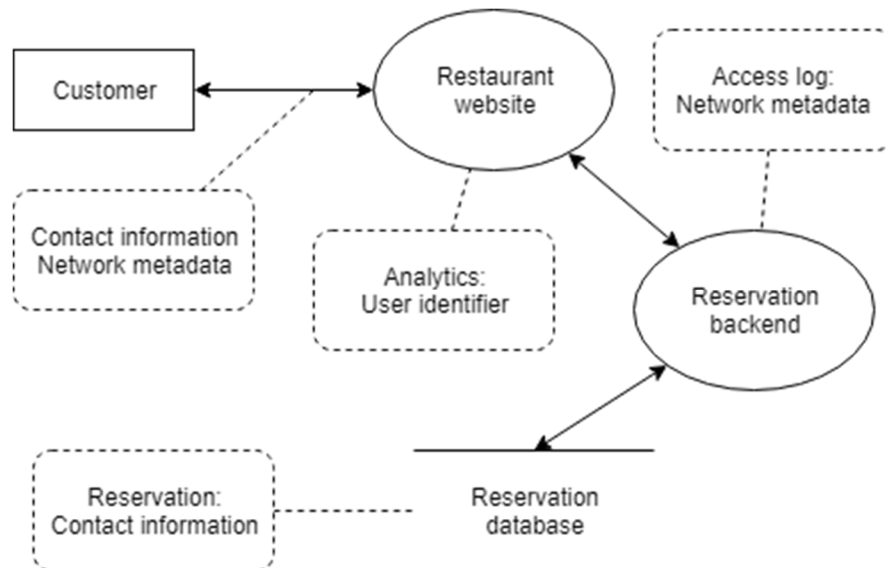 Customer
Restaurant
website
Access log:
Network metadata
Contact information
Network metadata
Analytics:
User identifier
Reservation
backend
Reservation:
Contact information
Reservation
database